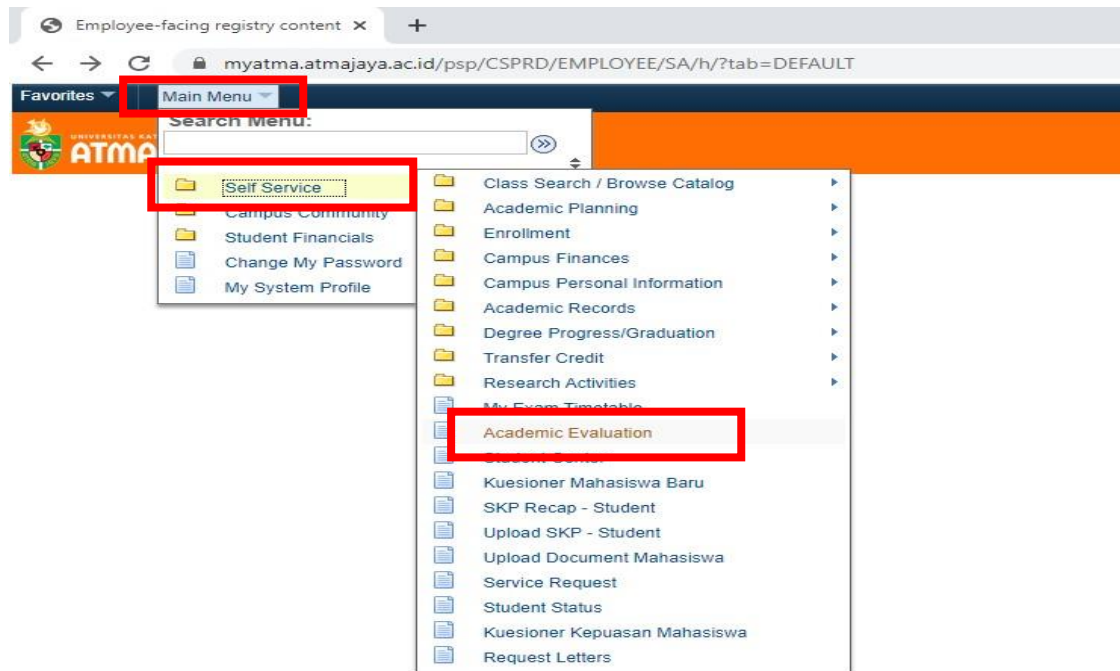 Employee-facing registry content
myatma.atmajaya.ac.id/psp/CSPRD/EMPLOYEE/SA/h/?tab=DEFAULT
Favorites
Main Menu
Search Menu:
UNIVERSITAS KAT
ATMA
Self Service
Campus Community
Student Financials
Change My Password
My System Profile
Class Search / Browse Catalog
Academic Planning
Enrollment
Campus Finances
Campus Personal Information
Academic Records
Degree Progress/Graduation
Transfer Credit
Research Activities
My Exam Timetable
Academic Evaluation
Student Center
Kuesioner Mahasiswa Baru
SKP Recap - Student
Upload SKP - Student
Upload Document Mahasiswa
Service Request
Student Status
Kuesioner Kepuasan Mahasiswa
Request Letters